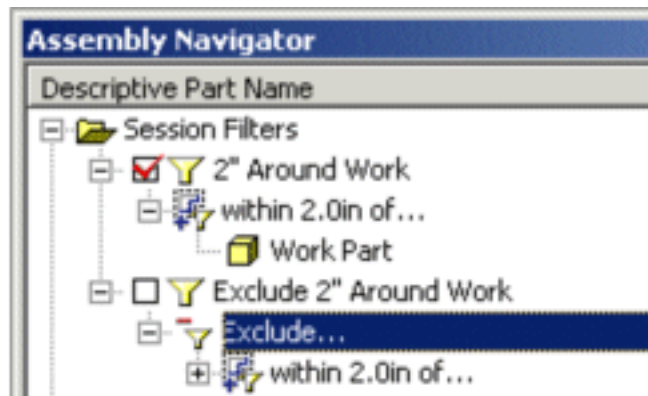 Assembly Navigator
Descriptive Part Name
Session Filters
2" Around Work
within 2.0in of...
Work Part
Exclude 2" Around Work
Exclude...
within 2.0in of...